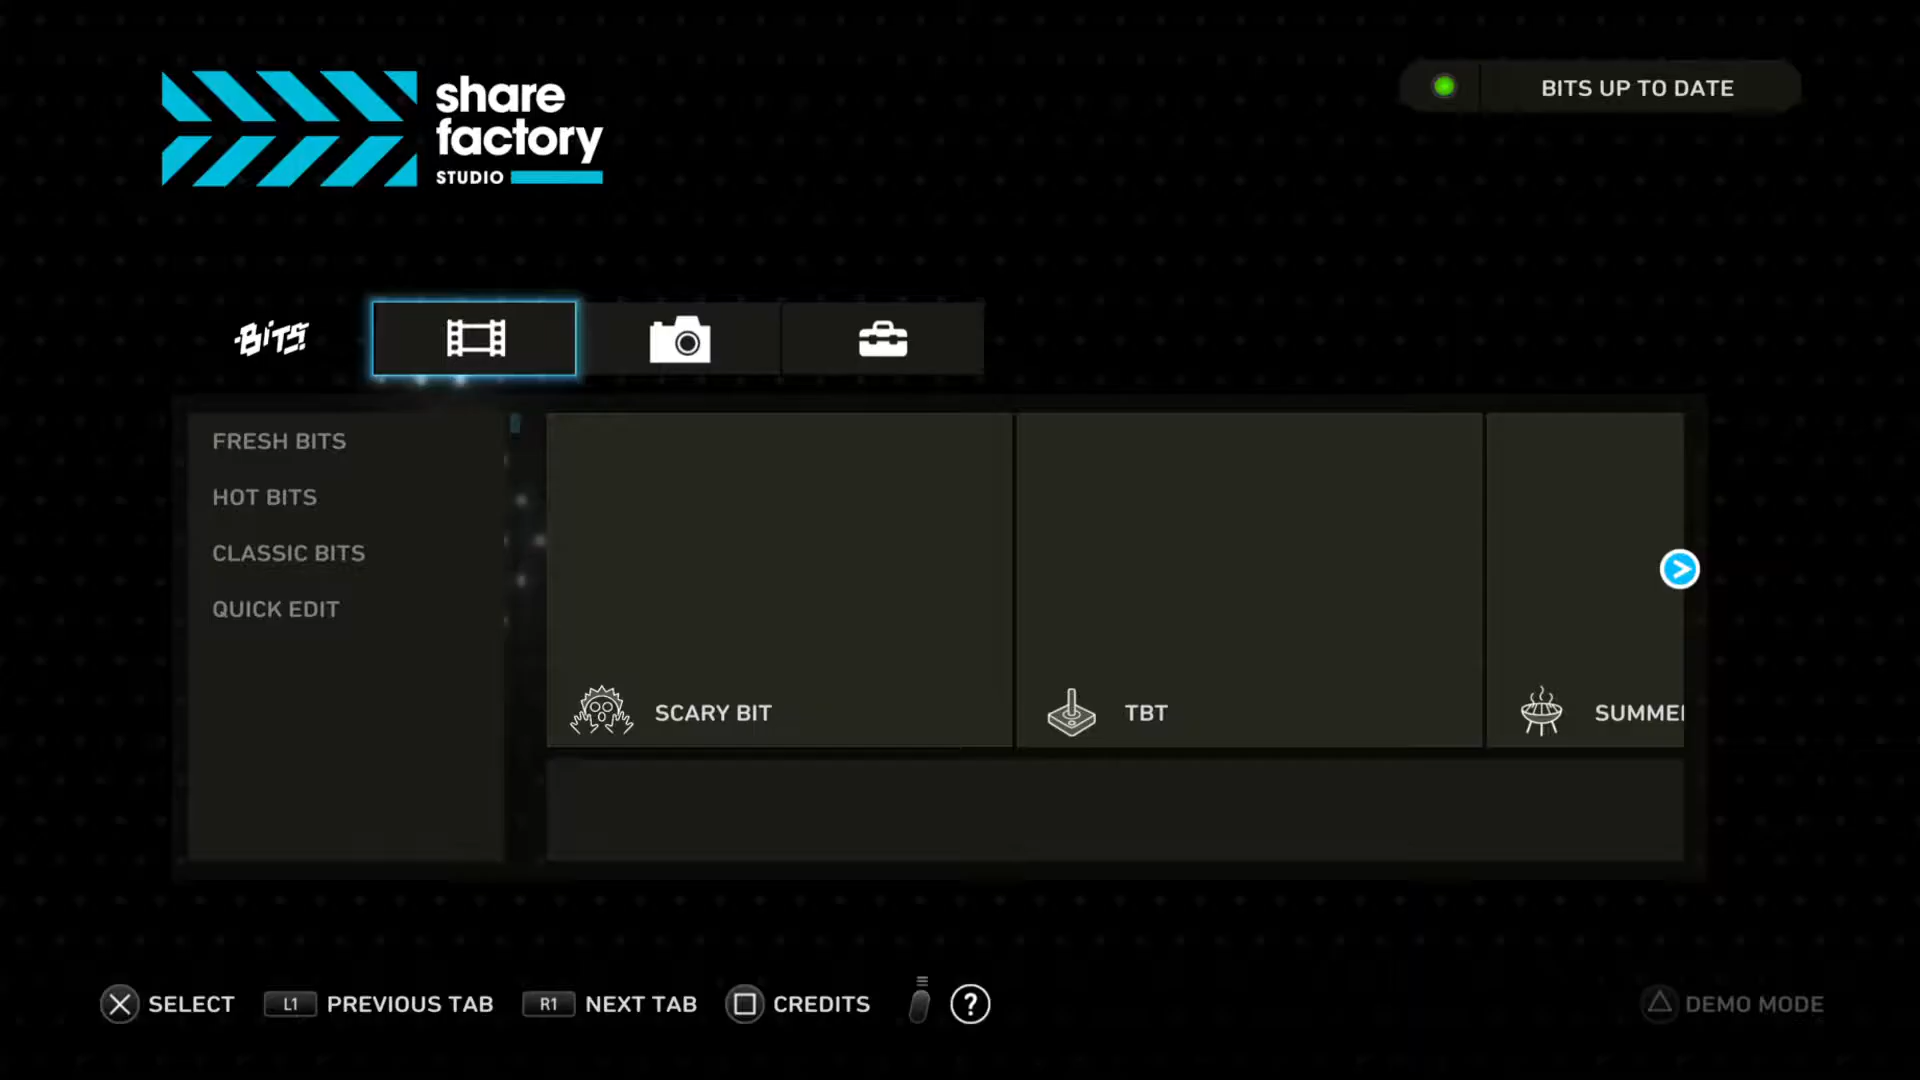 share
factory
STUDIO
BITS UP TO DATE
BiTS!
FRESH BITS
HOT BITS
CLASSIC BITS
QUICK EDIT
SCARY BIT
TBT
SUMMER
SELECT
L1 PREVIOUS TAB
R1 NEXT TAB
CREDITS
?
DEMO MODE